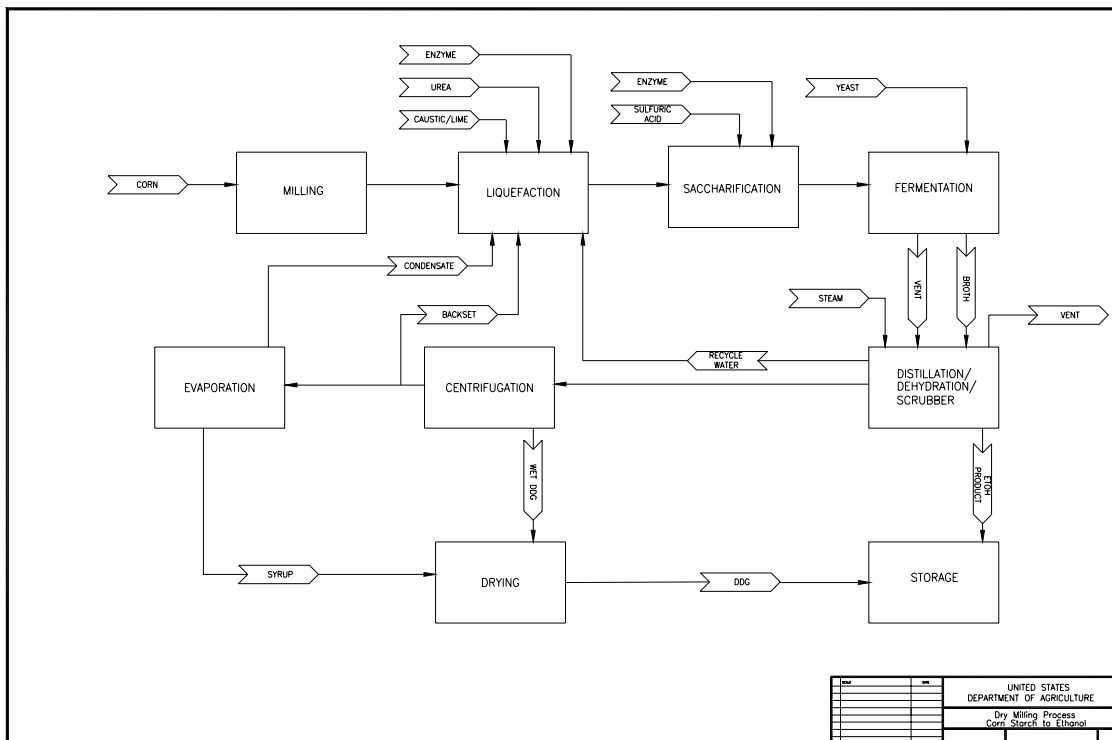 ENZYME
UREA
CAUSTIC/LIME
ENZYME
SULFURIC
ACID
YEAST
CORN
MILLING
LIQUEFACTION
SACCHARIFICATION
FERMENTATION
CONDENSATE
BACKSET
VENT
BROTH
STEAM
VENT
RECYCLE
WATER
EVAPORATION
CENTRIFUGATION
DISTILLATION/
DEHYDRATION/
SCRUBBER
WET DDG
ETOH
PRODUCT
SYRUP
DRYING
DDG
STORAGE
UNITED STATES
DEPARTMENT OF AGRICULTURE
Dry Milling Process
Corn Starch to Ethanol